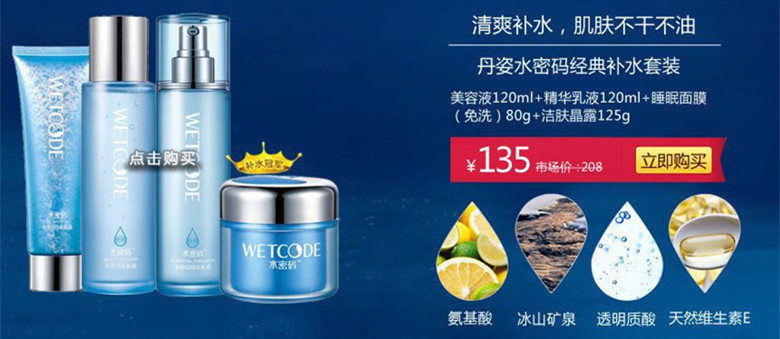 清爽补水，肌肤不干不油
丹姿水密码经典补水套装
美容液120ml+精华乳液120ml+睡眠面膜
（免洗）80g+洁肤晶露125g
¥135 市场价:208 立即购买
氨基酸 冰山矿泉 透明质酸 天然维生素E
点击购买
补水冠军
WETCODE
水密码
WETCODE
水密码
WETCODE
水密码
WETCODE
水密码